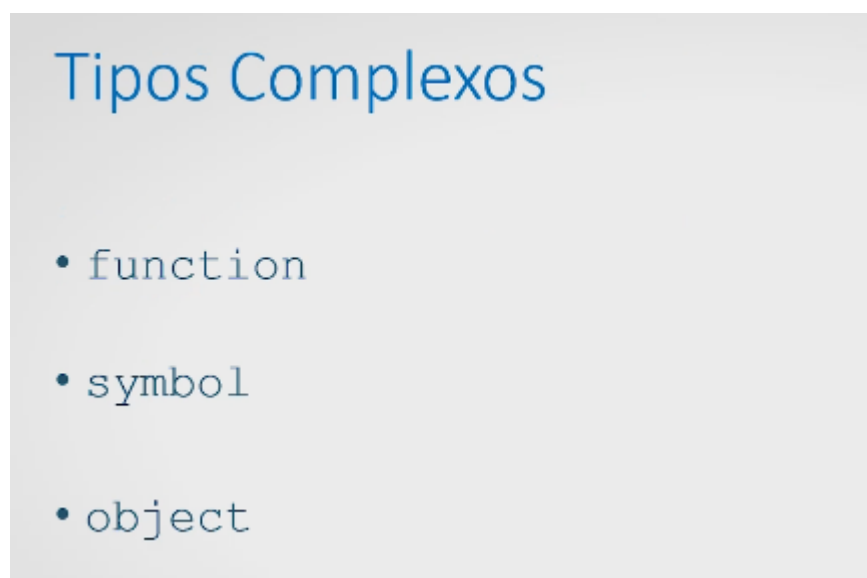 Tipos Complexos
• function
• symbol
• object